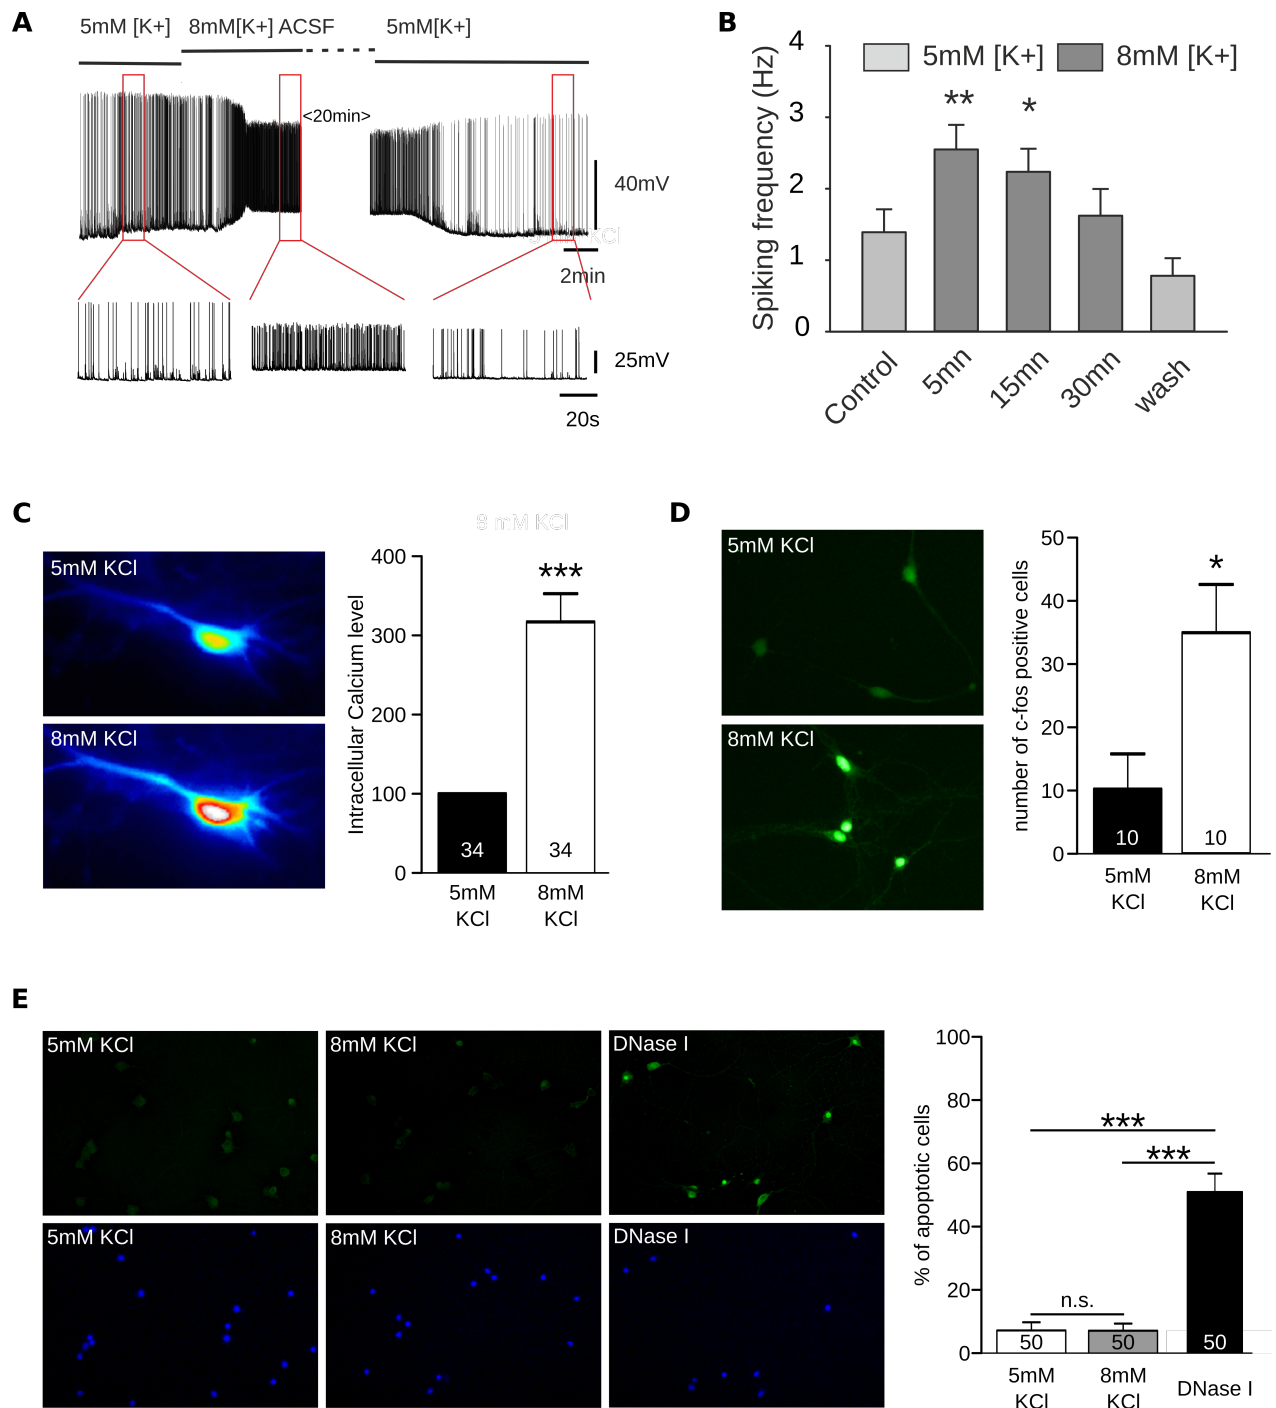 A
5mM [K+] 8mM[K+] ACSF 5mM[K+]
<20min>
40mV
2min
25mV
20s
B
4
3
2
1
0
Spiking frequency (Hz)
5mM [K+] 8mM [K+]
** *
Control 5mn 15mn 30mn wash
C
8 mM KCl
5mM KCl
8mM KCl
Intracellular Calcium level
400
300
200
100
0
***
34 34
5mM KCl
8mM KCl
D
5mM KCl
8mM KCl
number of c-fos positive cells
50
40
30
20
10
0
*
10 10
5mM KCl
8mM KCl
E
5mM KCl 8mM KCl DNase I
5mM KCl 8mM KCl DNase I
% of apoptotic cells
100
80
60
40
20
0
***
***
n.s.
50 50 50
5mM KCl
8mM KCl
DNase I